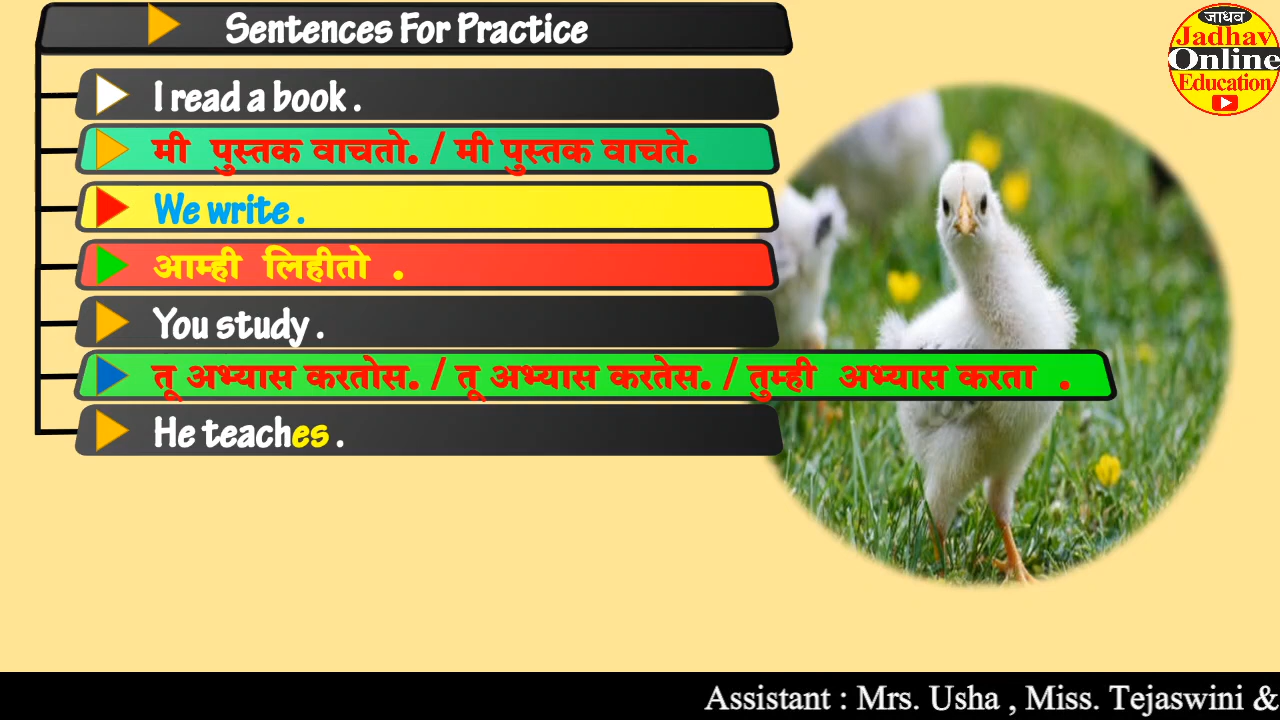 Sentences For Practice
I read a book .
मी पुस्तक वाचतो. / मी पुस्तक वाचते.
We write .
आम्ही लिहीतो .
You study .
तू अभ्यास करतोस. / तू अभ्यास करतेस. / तुम्ही अभ्यास करता .
He teaches .
जाधव
Jadhav
Online
Education
Assistant : Mrs. Usha , Miss. Tejaswini &